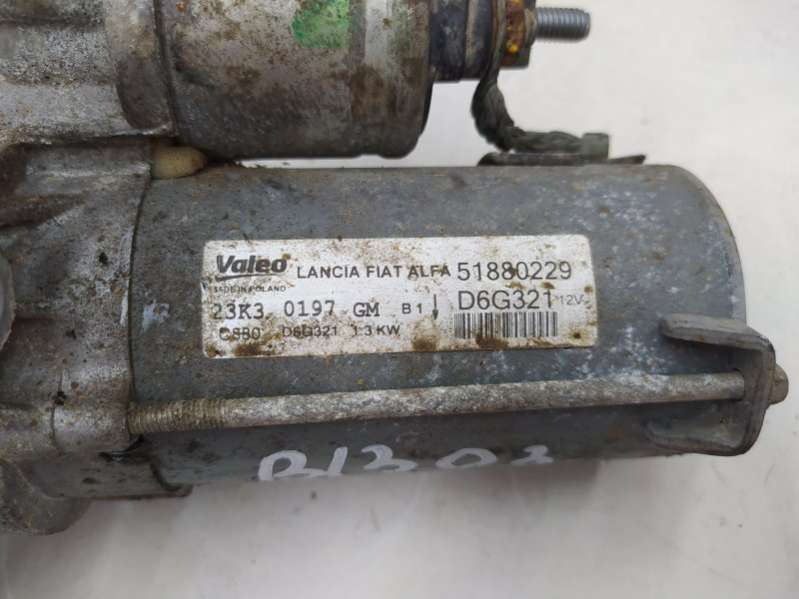 Valeo LANCIA FIAT ALFA 51880229
MADE IN POLAND
23K3 0197 GM B1 D6G321 12V
D6G321 1.3 KW